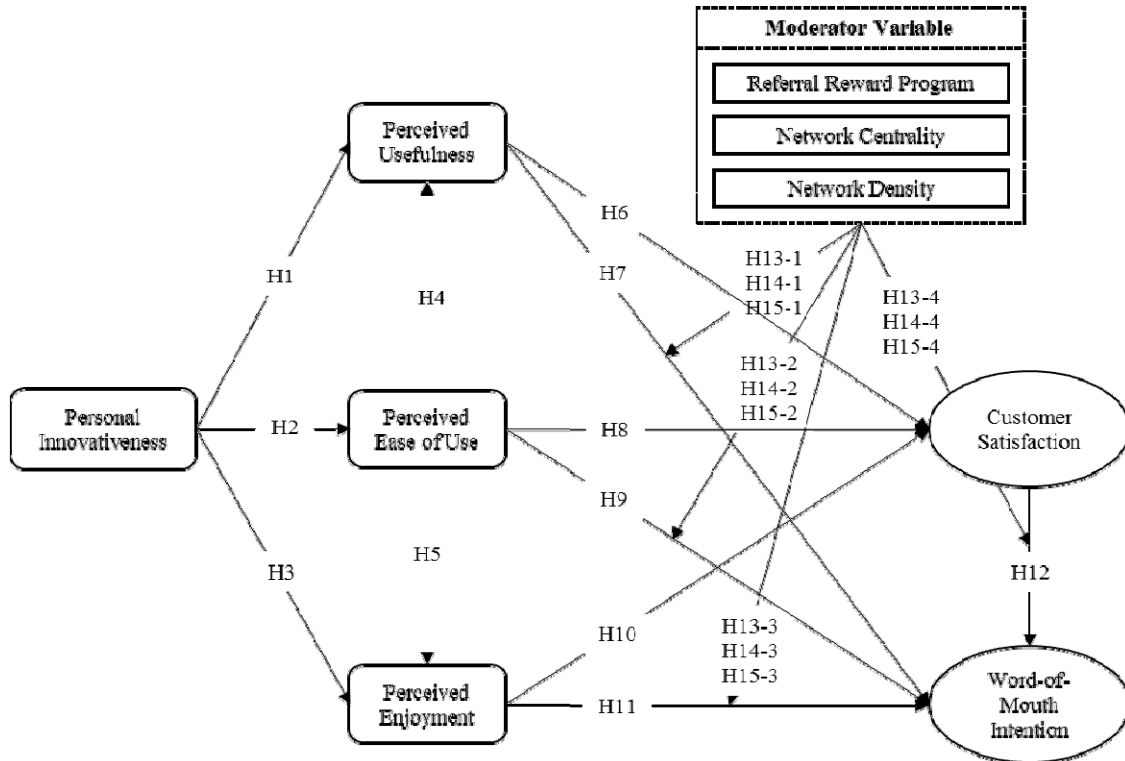 Moderator Variable
Referral Reward Program
Network Centrality
Network Density
Perceived
Usefulness
H6
H7
H1
H4
H13-1
H14-1
H15-1
H13-4
H14-4
H15-4
H13-2
H14-2
H15-2
Personal
Innovativeness
H2
Perceived
Ease of Use
H8
Customer
Satisfaction
H9
H5
H3
H12
H10
H13-3
H14-3
H15-3
Perceived
Enjoyment
H11
Word-of-
Mouth
Intention